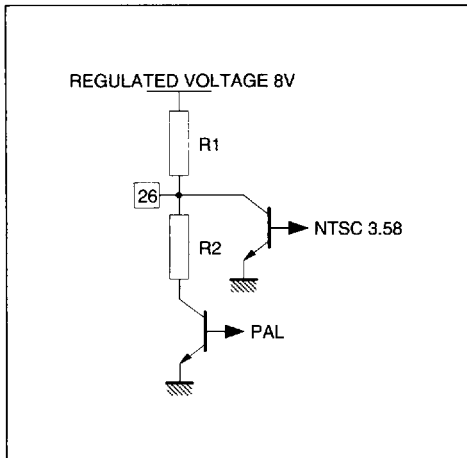 REGULATED VOLTAGE 8V
R1
26
NTSC 3.58
R2
PAL